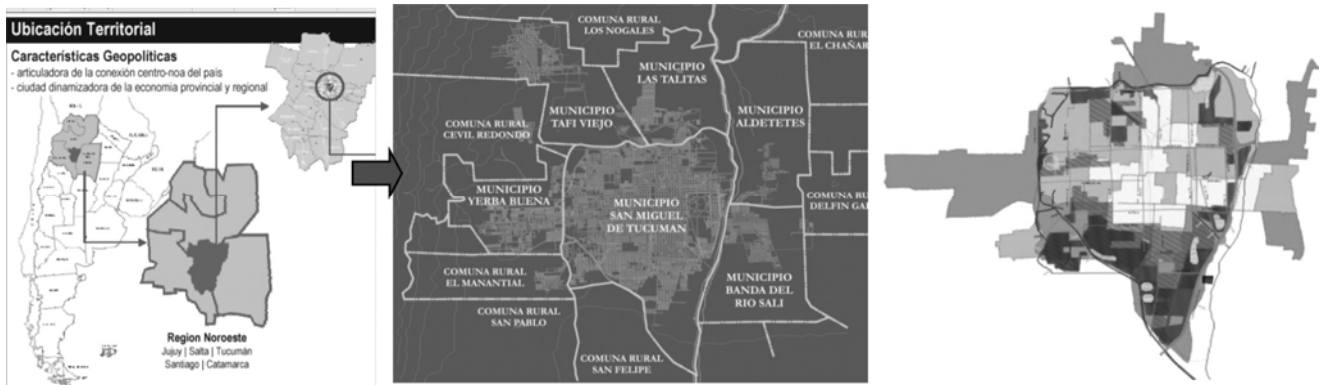 Ubicación Territorial
Características Geopolíticas
- articuladora de la conexión centro-noa del país
- ciudad dinamizadora de la economia provincial y regional
Region Noroeste
Jujuy | Salta | Tucumán
Santiago | Catamarca
COMUNA RURAL
LOS NOGALES
COMUNA RU
EL CHAÑAR
MUNICIPIO
LAS TALITAS
MUNICIPIO
TAFI VIEJO
MUNICIPIO
ALDETETES
COMUNA RURAL
CEVIL REDONDO
MUNICIPIO
YERBA BUENA
MUNICIPIO
SAN MIGUEL
DE TUCUMAN
COMUNA RU
DELFIN GA
COMUNA RURAL
EL MANANTIAL
MUNICIPIO
BANDA DEL
RIO SALI
COMUNA RURAL
SAN PABLO
COMUNA RURAL
SAN FELIPE